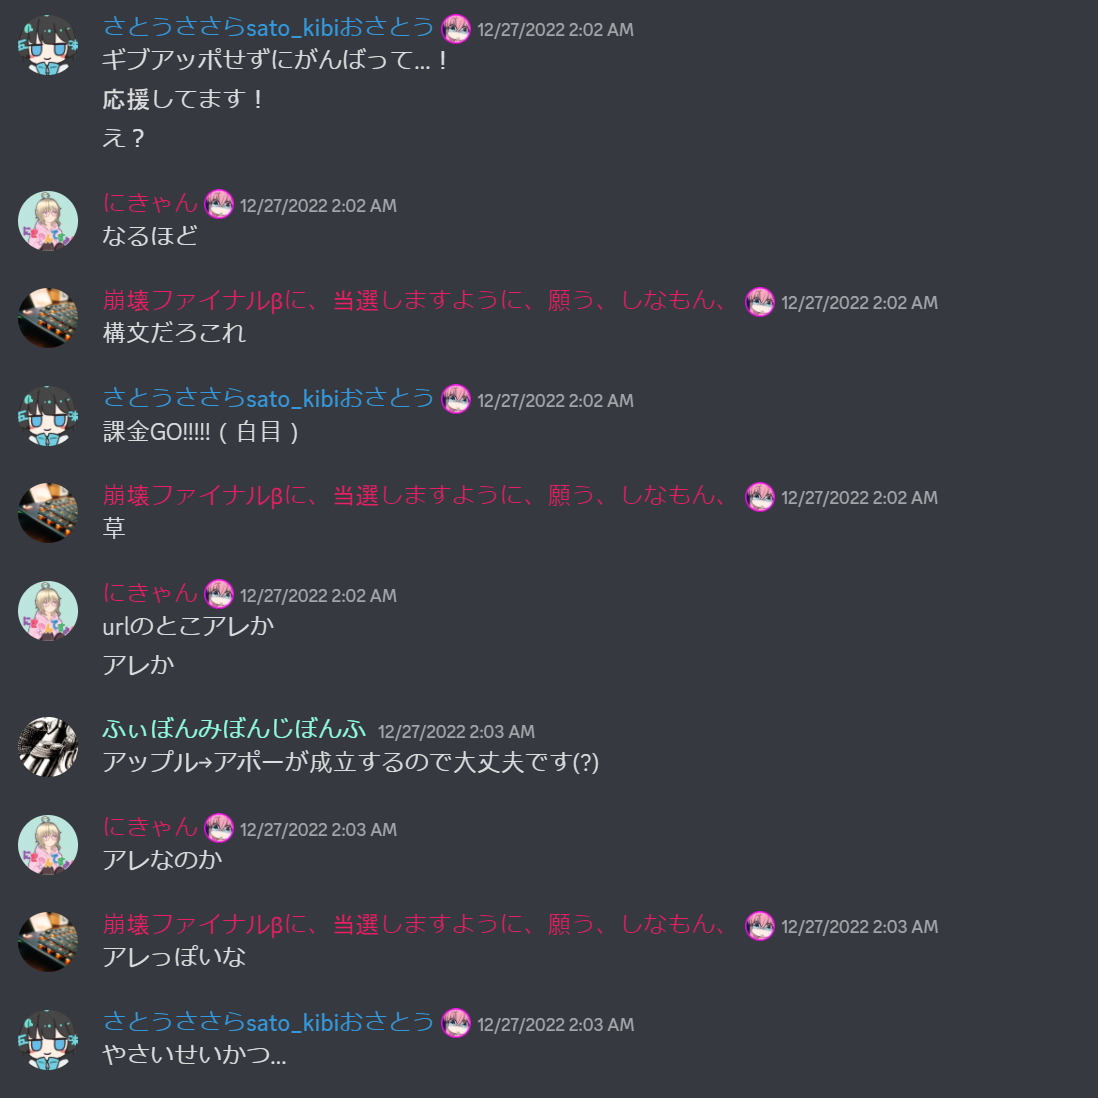 さとうささらsato_kibiおさとう 12/27/2022 2:02 AM
ギブアッポせずにがんばって...！
応援してます！
え？
にきゃん 12/27/2022 2:02 AM
なるほど
崩壊ファイナルβに、当選しますように、願う、しなもん、 12/27/2022 2:02 AM
構文だろこれ
さとうささらsato_kibiおさとう 12/27/2022 2:02 AM
課金GO!!!!!（白目）
崩壊ファイナルβに、当選しますように、願う、しなもん、 12/27/2022 2:02 AM
草
にきゃん 12/27/2022 2:02 AM
urlのとこアレか
アレか
ふぃぼんみぼんじぼんふ 12/27/2022 2:03 AM
アップル→アポーが成立するので大丈夫です(?)
にきゃん 12/27/2022 2:03 AM
アレなのか
崩壊ファイナルβに、当選しますように、願う、しなもん、 12/27/2022 2:03 AM
アレっぽいな
さとうささらsato_kibiおさとう 12/27/2022 2:03 AM
やさいせいかつ...